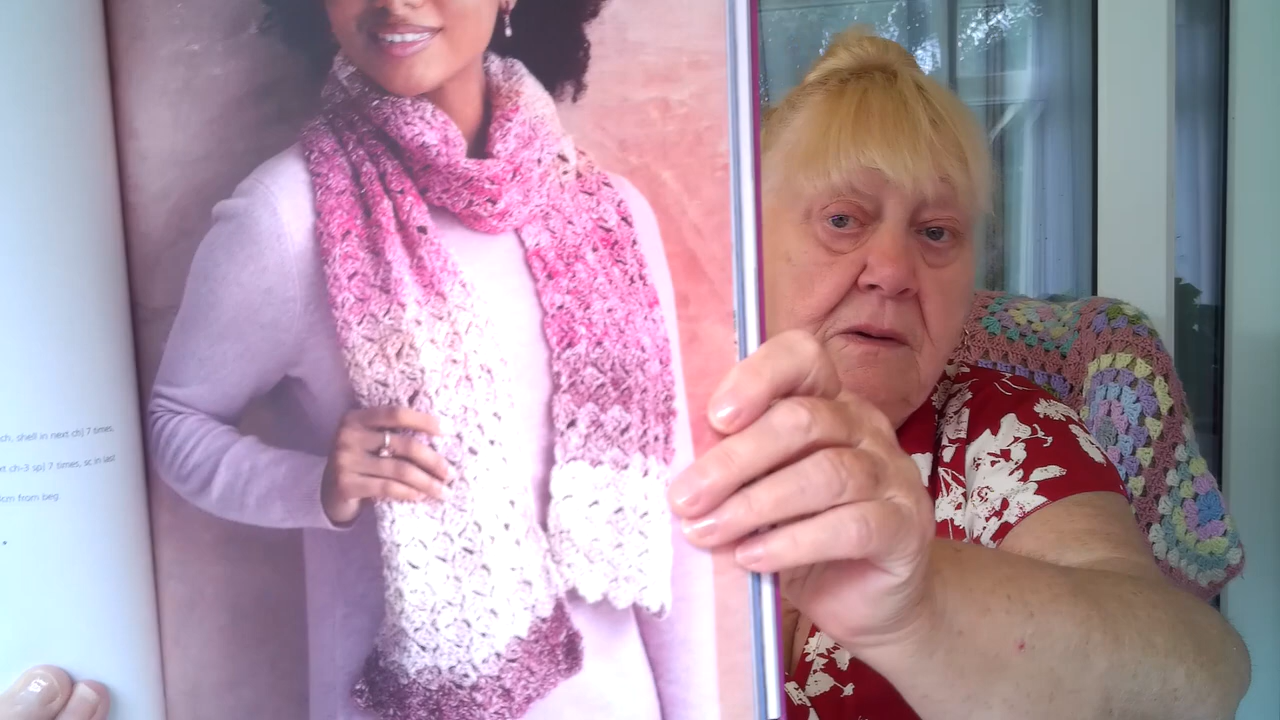 ch, shell in next ch] 7 times,
xt ch-3 sp] 7 times, sc in last
cm from beg.